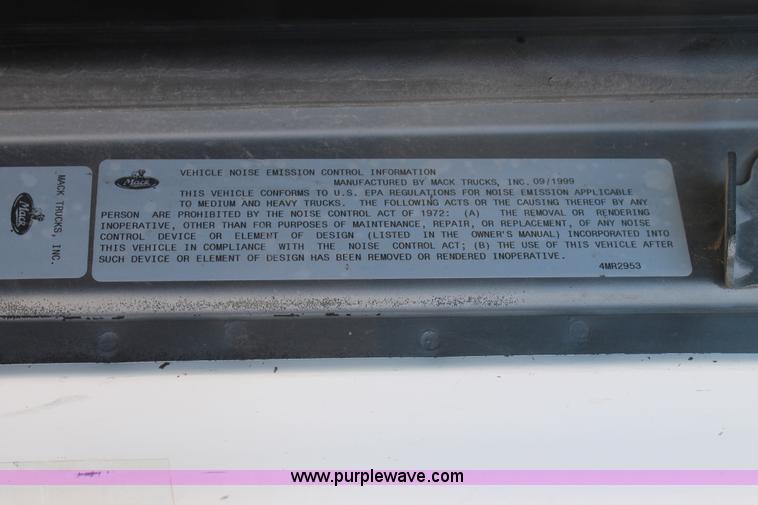 Mack
MACK TRUCKS, INC.
Mack
VEHICLE NOISE EMISSION CONTROL INFORMATION
MANUFACTURED BY MACK TRUCKS, INC. 09/1999
THIS VEHICLE CONFORMS TO U.S. EPA REGULATIONS FOR NOISE EMISSION APPLICABLE
TO MEDIUM AND HEAVY TRUCKS. THE FOLLOWING ACTS OR THE CAUSING THEREOF BY ANY
PERSON ARE PROHIBITED BY THE NOISE CONTROL ACT OF 1972: (A) THE REMOVAL OR RENDERING
INOPERATIVE, OTHER THAN FOR PURPOSES OF MAINTENANCE, REPAIR, OR REPLACEMENT, OF ANY NOISE
CONTROL DEVICE OR ELEMENT OF DESIGN (LISTED IN THE OWNER'S MANUAL) INCORPORATED INTO
THIS VEHICLE IN COMPLIANCE WITH THE NOISE CONTROL ACT; (B) THE USE OF THIS VEHICLE AFTER
SUCH DEVICE OR ELEMENT OF DESIGN HAS BEEN REMOVED OR RENDERED INOPERATIVE.
4MR2953
www.purplewave.com